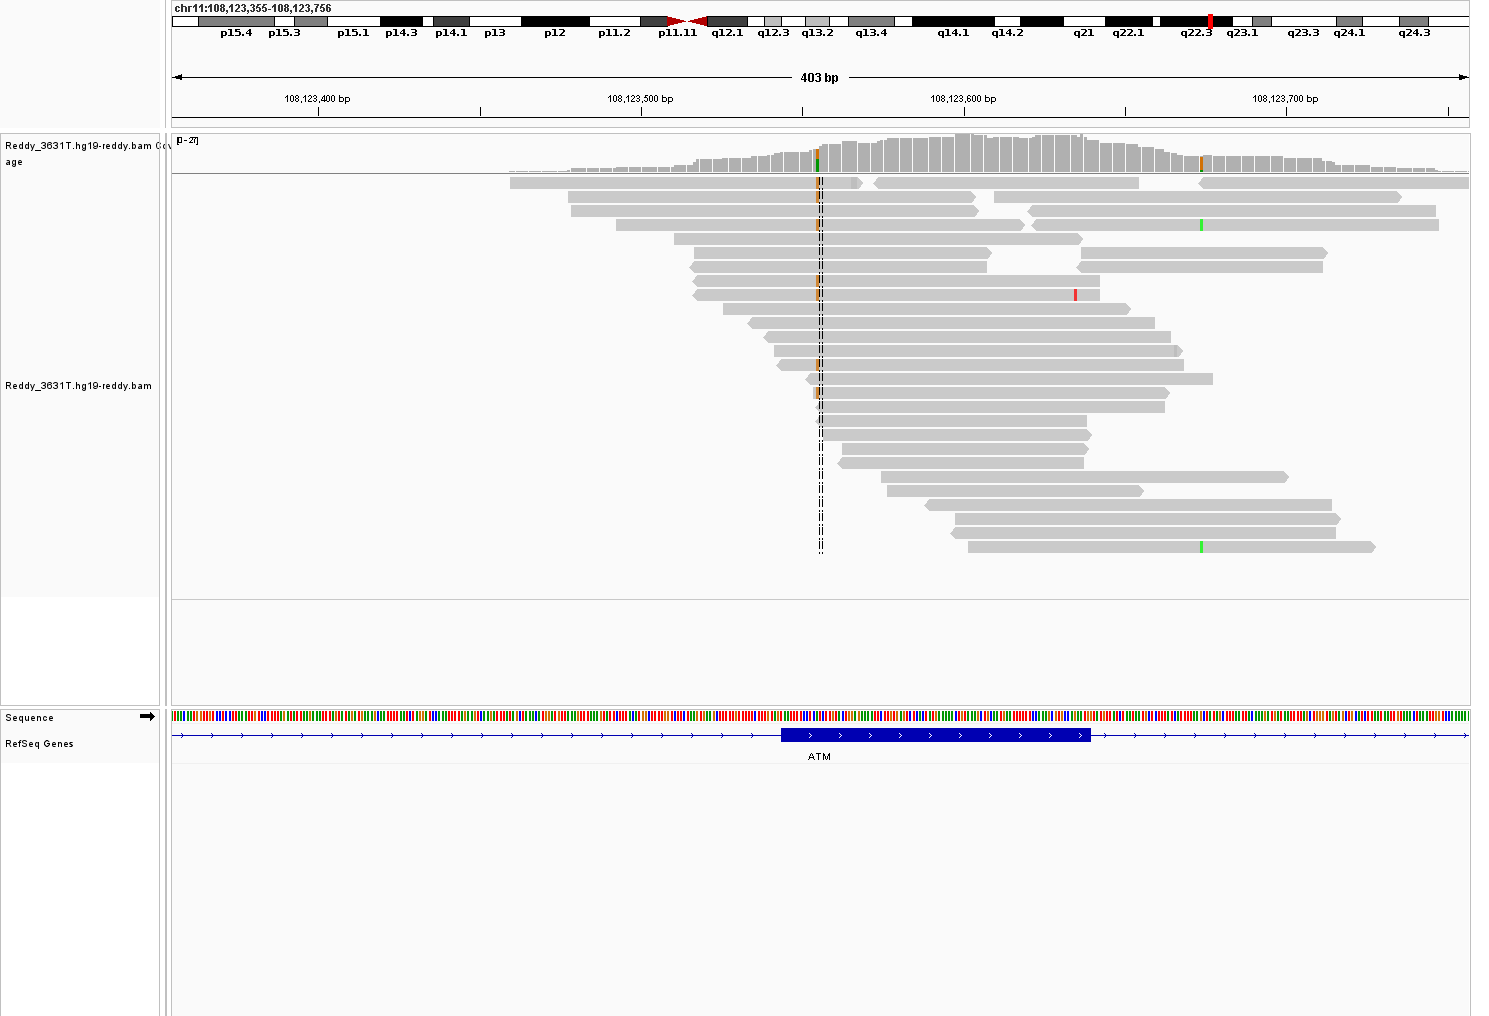 chr11:108,123,355-108,123,756
p15.4 p15.3 p15.1 p14.3 p14.1 p13 p12 p11.2 p11.11 q12.1 q12.3 q13.2 q13.4 q14.1 q14.2 q21 q22.1 q22.3 q23.1 q23.3 q24.1 q24.3
403 bp
108,123,400 bp 108,123,500 bp 108,123,600 bp 108,123,700 bp
Reddy_3631T.hg19-reddy.bam Cov
age
[0 - 27]
Reddy_3631T.hg19-reddy.bam
Sequence
RefSeq Genes
ATM